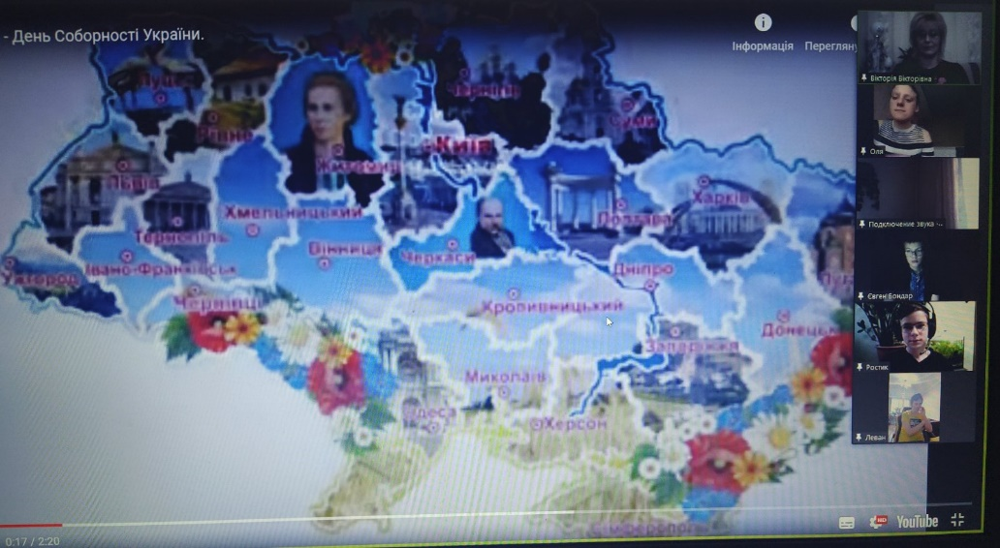 - День Соборності України.
Інформація
Вікторія Вікторівна
Луцьк
Чернігів
Рівне
Суми
Оля
Київ
Житомир
Львів
Харків
Хмельницький
Полтава
Подключение звука -...
Тернопіль
Вінниця
Черкаси
Івано-Франківськ
Дніпро
Ужгород
Євген Бондар
Чернівці
Кропивницький
Донецьк
Запоріжжя
Ростик
Миколаїв
Одеса
Херсон
Леван
HD
YouTube
Сімферополь
0:17 / 2:20